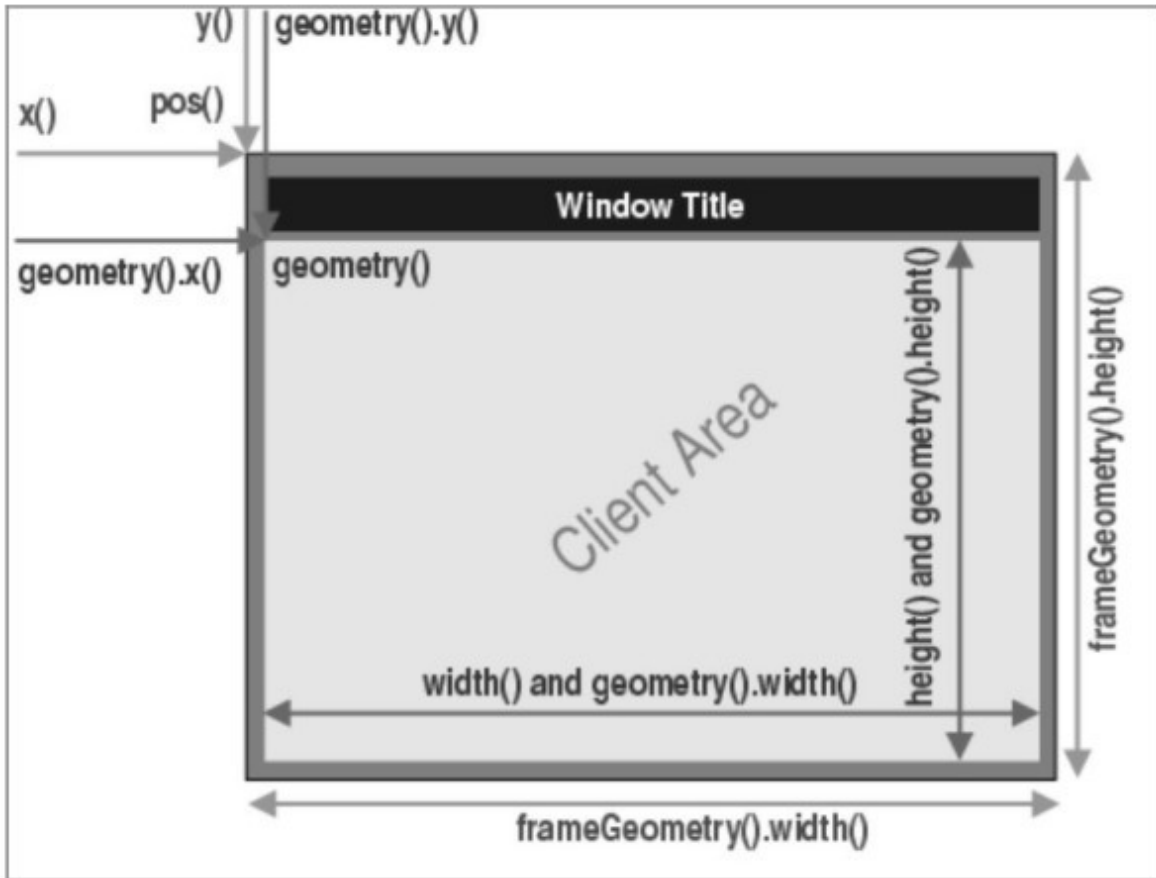 y()
geometry().y()
x()
pos()
Window Title
geometry().x()
geometry()
Client Area
height() and geometry().height()
frameGeometry().height()
width() and geometry().width()
frameGeometry().width()